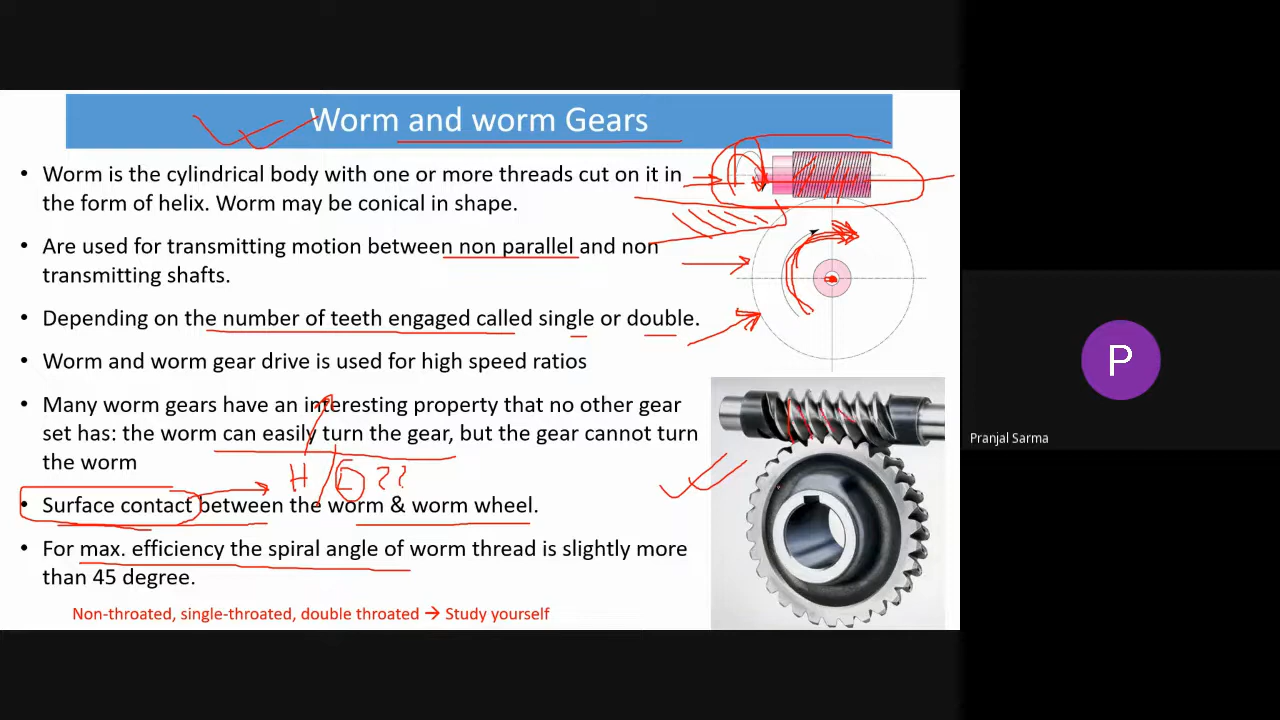 Worm and worm Gears
• Worm is the cylindrical body with one or more threads cut on it in
the form of helix. Worm may be conical in shape.
• Are used for transmitting motion between non parallel and non
transmitting shafts.
• Depending on the number of teeth engaged called single or double.
• Worm and worm gear drive is used for high speed ratios
• Many worm gears have an interesting property that no other gear
set has: the worm can easily turn the gear, but the gear cannot turn
the worm
H / L ??
• Surface contact between the worm & worm wheel.
• For max. efficiency the spiral angle of worm thread is slightly more
than 45 degree.
Non-throated, single-throated, double throated → Study yourself
P
Pranjal Sarma